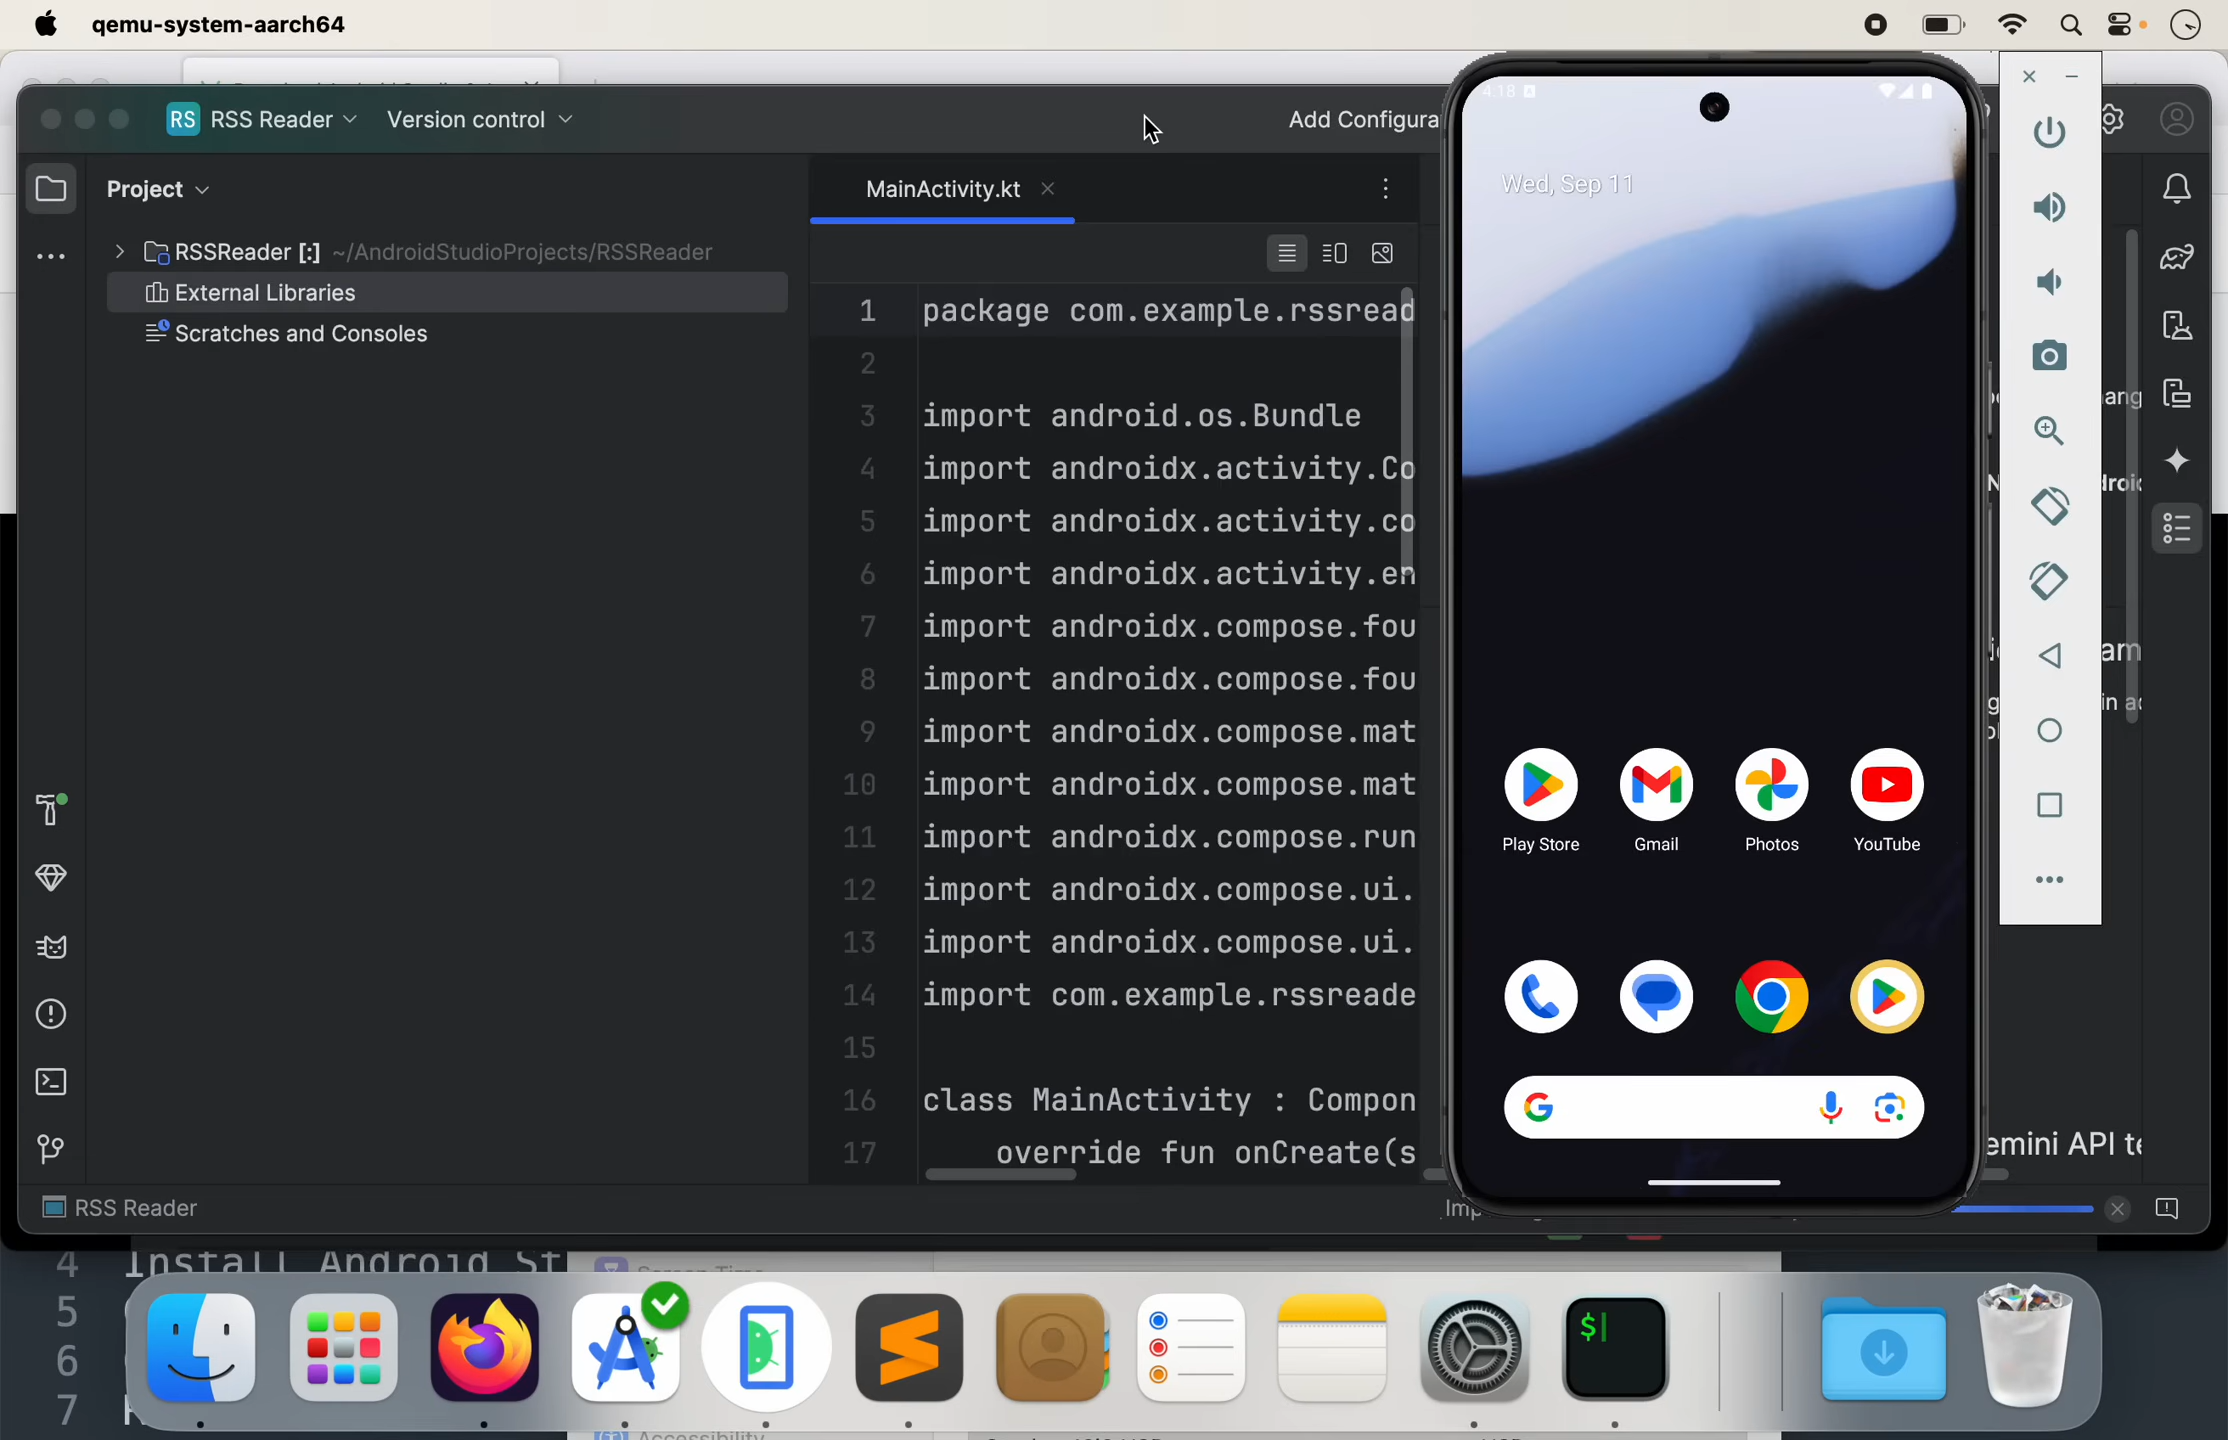 qemu-system-aarch64
RS RSS Reader Version control Add Configura
Project
MainActivity.kt
RSSReader [:] ~/AndroidStudioProjects/RSSReader
External Libraries
Scratches and Consoles
1 package com.example.rssread
2
3 import android.os.Bundle
4 import androidx.activity.Co
5 import androidx.activity.co
6 import androidx.activity.en
7 import androidx.compose.fou
8 import androidx.compose.fou
9 import androidx.compose.mat
10 import androidx.compose.mat
11 import androidx.compose.run
12 import androidx.compose.ui.
13 import androidx.compose.ui.
14 import com.example.rssreade
15
16 class MainActivity : Compon
17 override fun onCreate(s
4:18
Wed, Sep 11
Play Store Gmail Photos YouTube
G
emini API te
RSS Reader
Imp
4 Install Android St
5
6
7
$
Accessibility